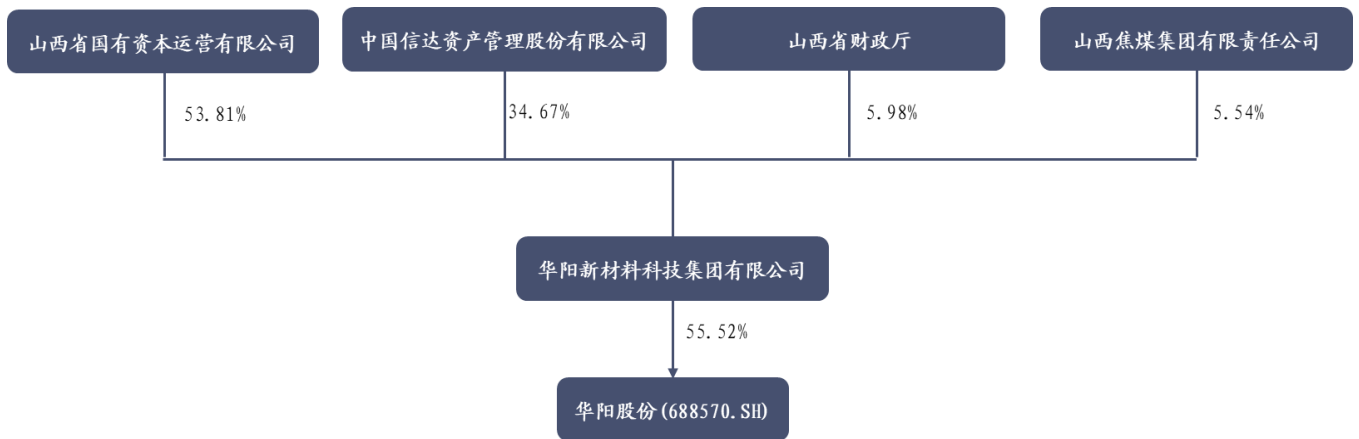 山西省国有资本运营有限公司
中国信达资产管理股份有限公司
山西省财政厅
山西焦煤集团有限责任公司
53.81%
34.67%
5.98%
5.54%
华阳新材料科技集团有限公司
55.52%
华阳股份(688570.SH)